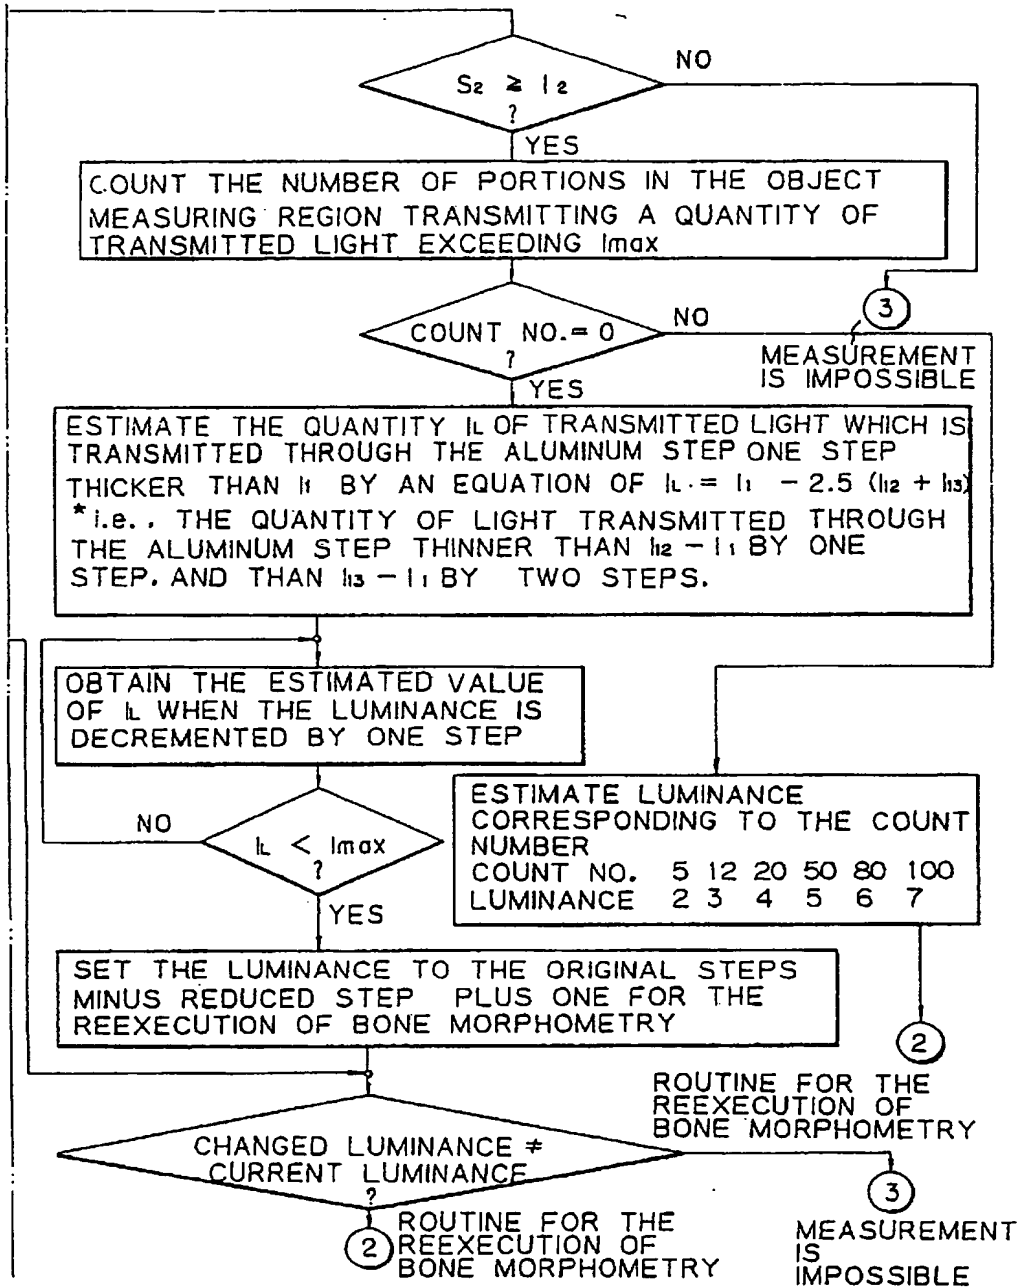 S2 ≧ I2
?
NO
YES
COUNT THE NUMBER OF PORTIONS IN THE OBJECT
MEASURING REGION TRANSMITTING A QUANTITY OF
TRANSMITTED LIGHT EXCEEDING Imax
COUNT NO. = 0
?
NO
YES
3
MEASUREMENT
IS IMPOSSIBLE
ESTIMATE THE QUANTITY IL OF TRANSMITTED LIGHT WHICH IS
TRANSMITTED THROUGH THE ALUMINUM STEP ONE STEP
THICKER THAN I1 BY AN EQUATION OF IL = I1 - 2.5 (I12 + I13)
*i.e.. THE QUANTITY OF LIGHT TRANSMITTED THROUGH
THE ALUMINUM STEP THINNER THAN I12 - I1 BY ONE
STEP. AND THAN I13 - I1 BY TWO STEPS.
OBTAIN THE ESTIMATED VALUE
OF IL WHEN THE LUMINANCE IS
DECREMENTED BY ONE STEP
NO
IL < Imax
?
YES
ESTIMATE LUMINANCE
CORRESPONDING TO THE COUNT
NUMBER
COUNT NO. 5 12 20 50 80 100
LUMINANCE 2 3 4 5 6 7
SET THE LUMINANCE TO THE ORIGINAL STEPS
MINUS REDUCED STEP PLUS ONE FOR THE
REEXECUTION OF BONE MORPHOMETRY
2
ROUTINE FOR THE
REEXECUTION OF
BONE MORPHOMETRY
CHANGED LUMINANCE ≠
CURRENT LUMINANCE
?
3
MEASUREMENT
IS
IMPOSSIBLE
2
ROUTINE FOR THE
REEXECUTION OF
BONE MORPHOMETRY